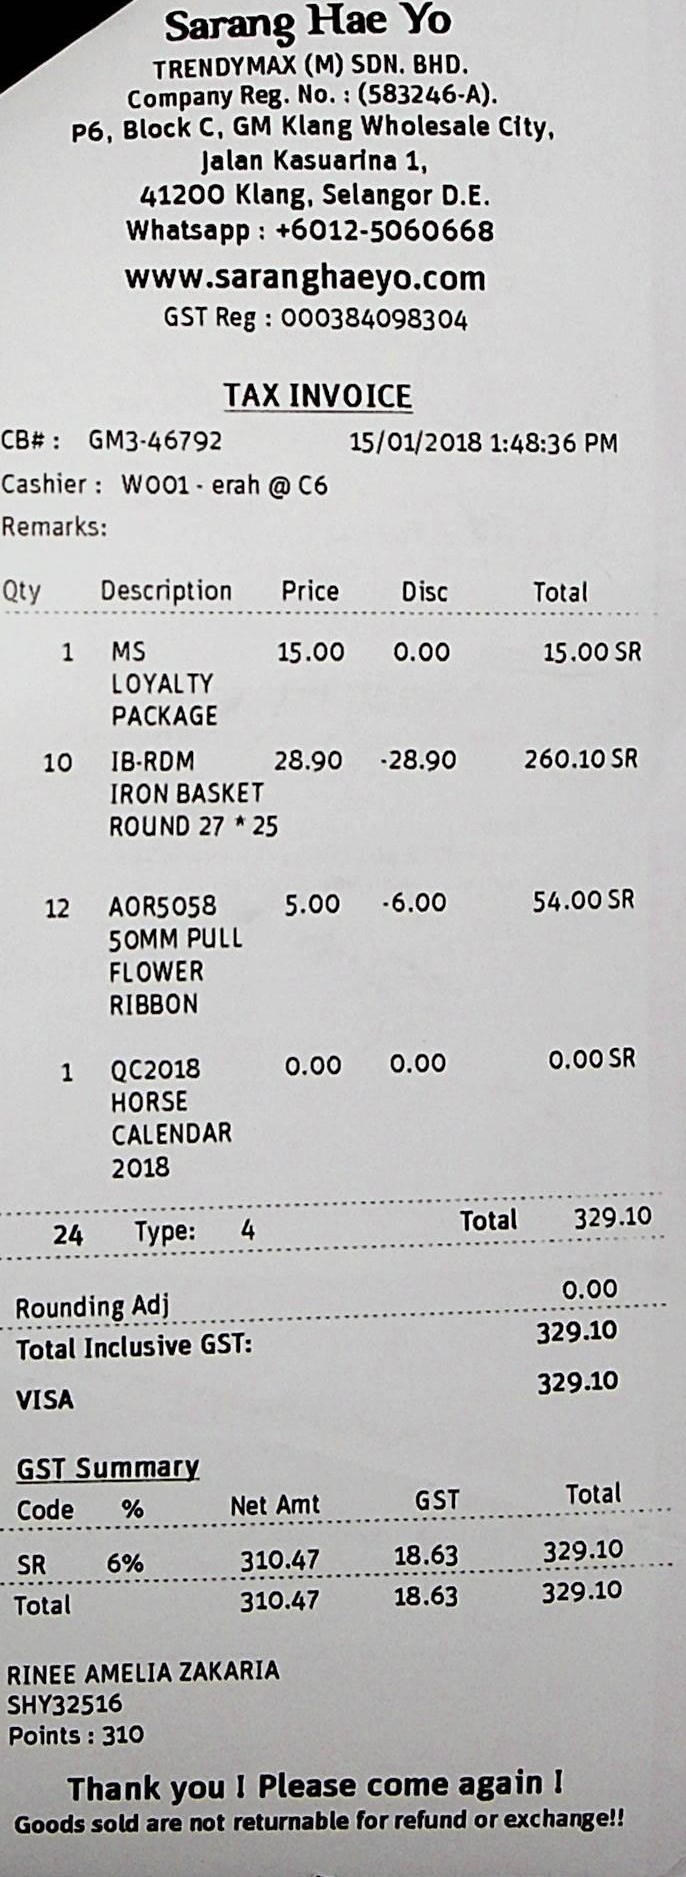 Sarang Hae Yo
TRENDYMAX (M) SDN. BHD.
Company Reg. No. : (583246-A).
P6, Block C, GM Klang Wholesale City,
Jalan Kasuarina 1,
41200 Klang, Selangor D.E.
Whatsapp : +6012-5060668
www.saranghaeyo.com
GST Reg : 000384098304
TAX INVOICE
CB# : GM3-46792 15/01/2018 1:48:36 PM
Cashier : W001 - erah @ C6
Remarks:
Qty Description Price Disc Total
1 MS 15.00 0.00 15.00 SR
LOYALTY
PACKAGE
10 IB-RDM 28.90 -28.90 260.10 SR
IRON BASKET
ROUND 27 * 25
12 AOR5058 5.00 -6.00 54.00 SR
50MM PULL
FLOWER
RIBBON
1 QC2018 0.00 0.00 0.00 SR
HORSE
CALENDAR
2018
24 Type: 4 Total 329.10
Rounding Adj 0.00
Total Inclusive GST: 329.10
VISA 329.10
GST Summary
Code % Net Amt GST Total
SR 6% 310.47 18.63 329.10
Total 310.47 18.63 329.10
RINEE AMELIA ZAKARIA
SHY32516
Points : 310
Thank you ! Please come again !
Goods sold are not returnable for refund or exchange!!